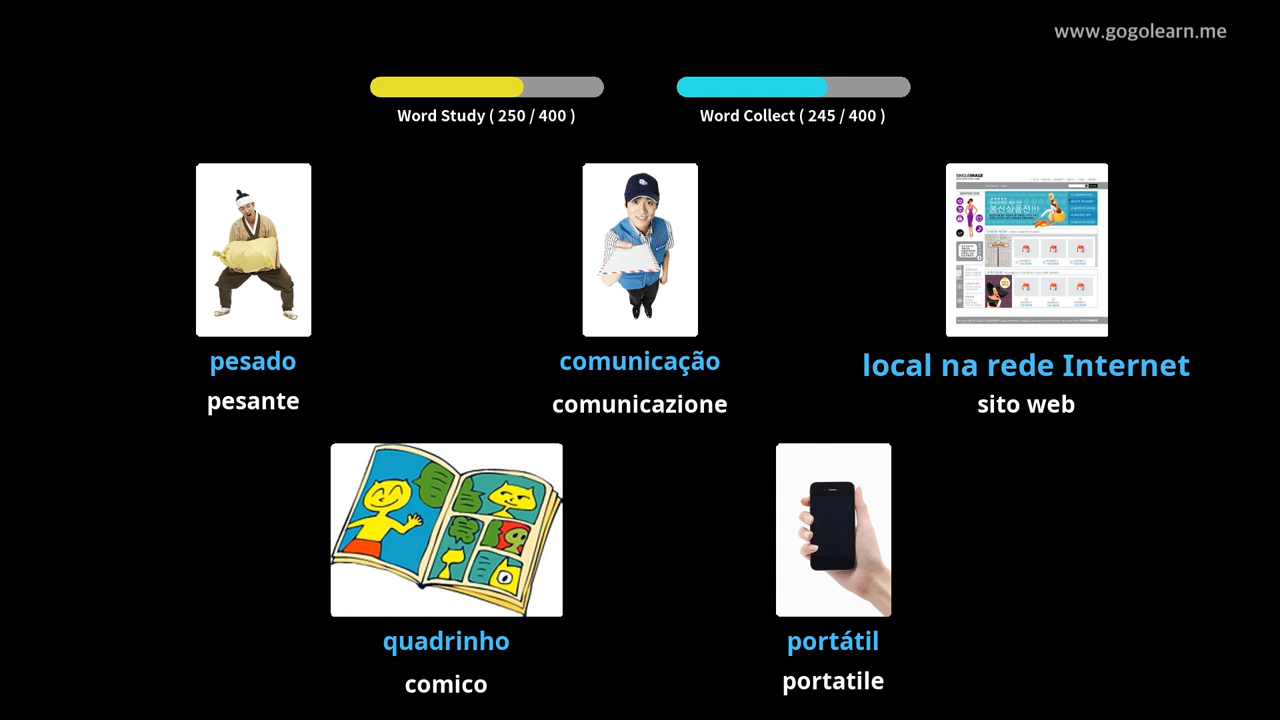 www.gogolearn.me
Word Study ( 250 / 400 )
Word Collect ( 245 / 400 )
pesado
pesante
comunicação
comunicazione
local na rede Internet
sito web
quadrinho
comico
portátil
portatile